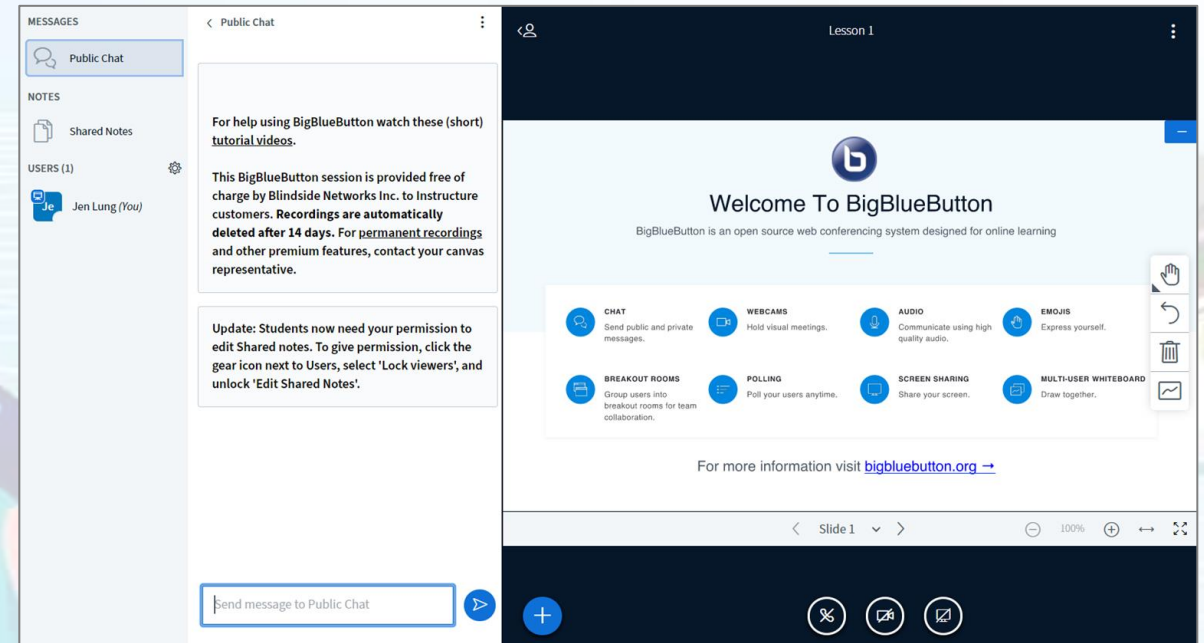 MESSAGES
Public Chat
NOTES
Shared Notes
USERS (1)
Je
Jen Lung (You)
Public Chat
For help using BigBlueButton watch these (short)
tutorial videos.
This BigBlueButton session is provided free of
charge by Blindside Networks Inc. to Instructure
customers. Recordings are automatically
deleted after 14 days. For permanent recordings
and other premium features, contact your canvas
representative.
Update: Students now need your permission to
edit Shared notes. To give permission, click the
gear icon next to Users, select 'Lock viewers', and
unlock 'Edit Shared Notes'.
Send message to Public Chat
Lesson 1
b
Welcome To BigBlueButton
BigBlueButton is an open source web conferencing system designed for online learning
CHAT
Send public and private
messages.
WEBCAMS
Hold visual meetings.
AUDIO
Communicate using high
quality audio.
EMOJIS
Express yourself.
BREAKOUT ROOMS
Group users into
breakout rooms for team
collaboration.
POLLING
Poll your users anytime.
SCREEN SHARING
Share your screen.
MULTI-USER WHITEBOARD
Draw together.
For more information visit bigbluebutton.org →
Slide 1
100%